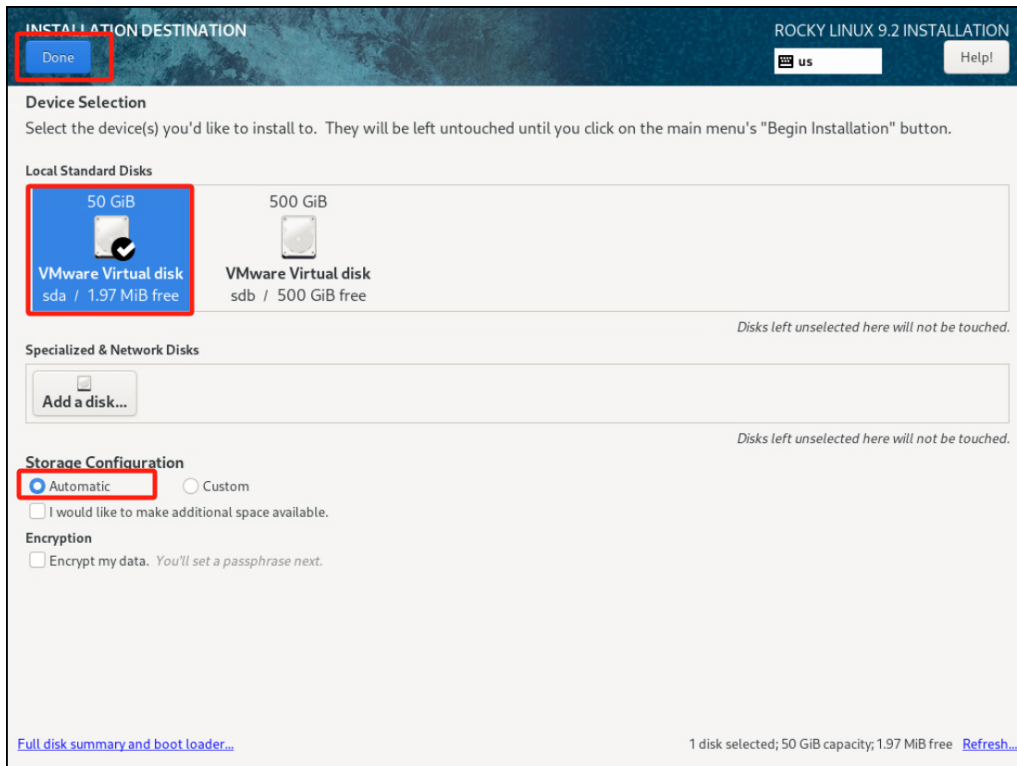 INSTALLATION DESTINATION
ROCKY LINUX 9.2 INSTALLATION
Done
us
Help!
Device Selection
Select the device(s) you'd like to install to. They will be left untouched until you click on the main menu's "Begin Installation" button.
Local Standard Disks
50 GiB
VMware Virtual disk
sda / 1.97 MiB free
500 GiB
VMware Virtual disk
sdb / 500 GiB free
Disks left unselected here will not be touched.
Specialized & Network Disks
Add a disk...
Disks left unselected here will not be touched.
Storage Configuration
Automatic
Custom
I would like to make additional space available.
Encryption
Encrypt my data. You'll set a passphrase next.
Full disk summary and boot loader...
1 disk selected; 50 GiB capacity; 1.97 MiB free Refresh...